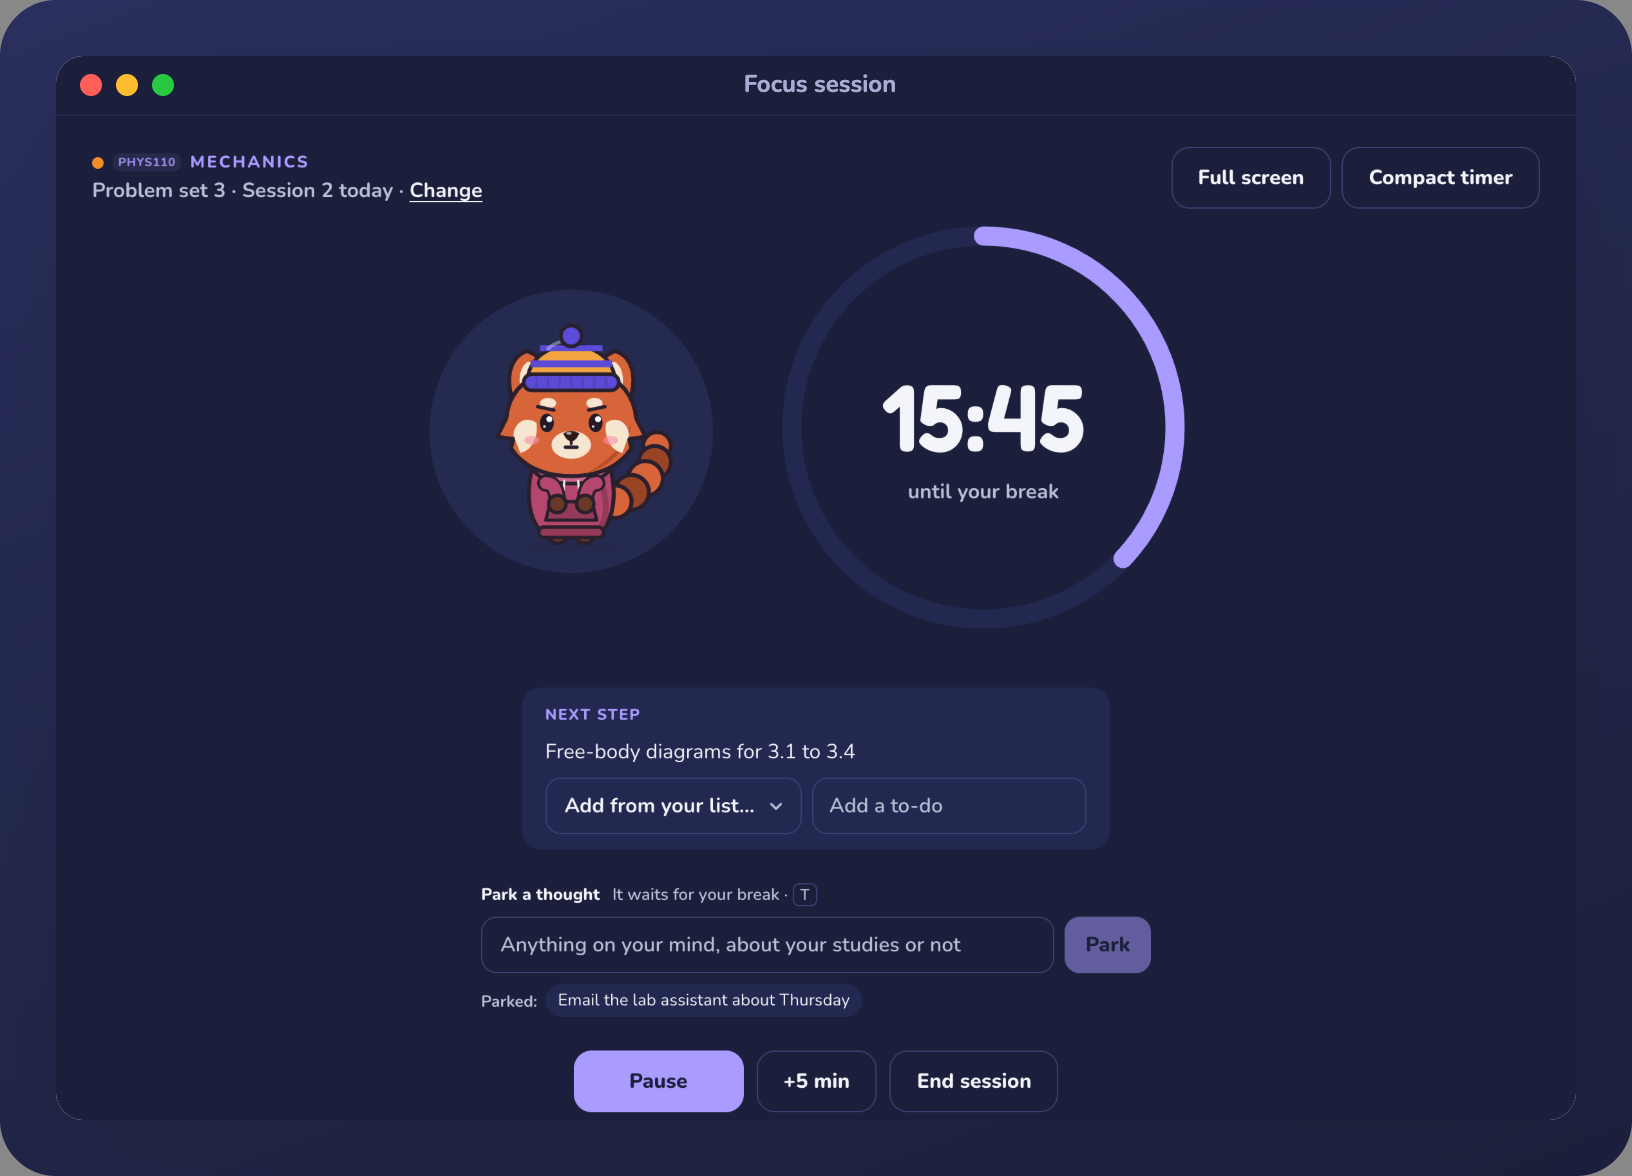 Focus session
PHYS110 MECHANICS
Problem set 3 · Session 2 today · Change
Full screen
Compact timer
15:45
until your break
NEXT STEP
Free-body diagrams for 3.1 to 3.4
Add from your list...
Add a to-do
Park a thought It waits for your break · T
Anything on your mind, about your studies or not
Park
Parked: Email the lab assistant about Thursday
Pause
+5 min
End session